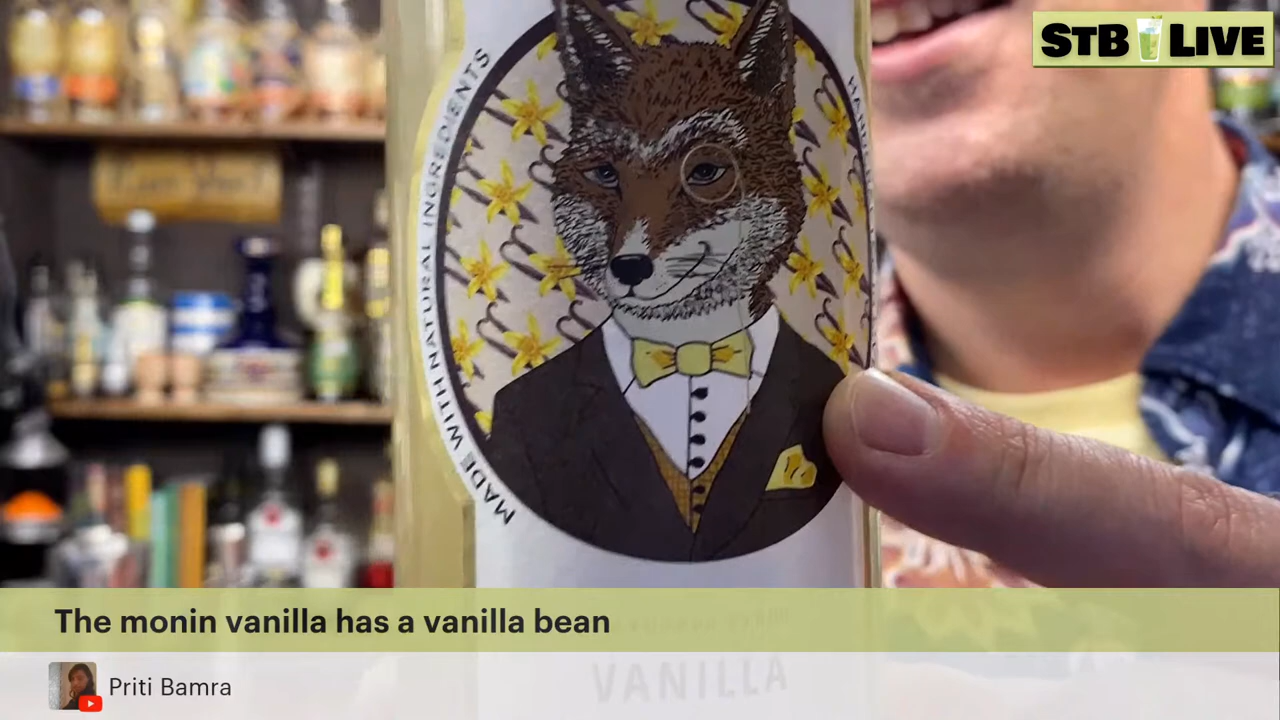 STB LIVE
MADE WITH NATURAL INGREDIENTS
The monin vanilla has a vanilla bean
VANILLA
Priti Bamra